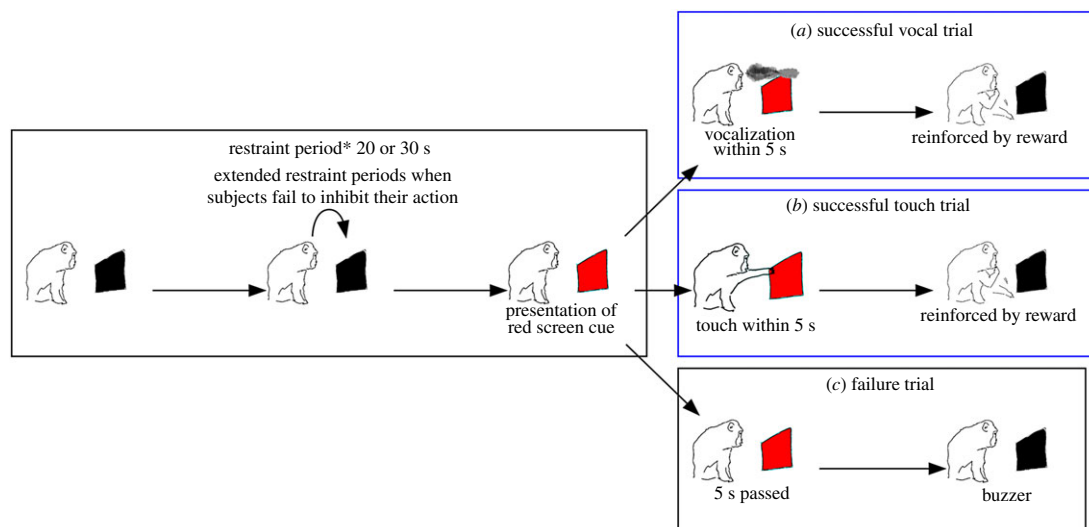 restraint period* 20 or 30 s
extended restraint periods when
subjects fail to inhibit their action
presentation of
red screen cue
(a) successful vocal trial
vocalization
within 5 s
reinforced by reward
(b) successful touch trial
touch within 5 s
reinforced by reward
(c) failure trial
5 s passed
buzzer